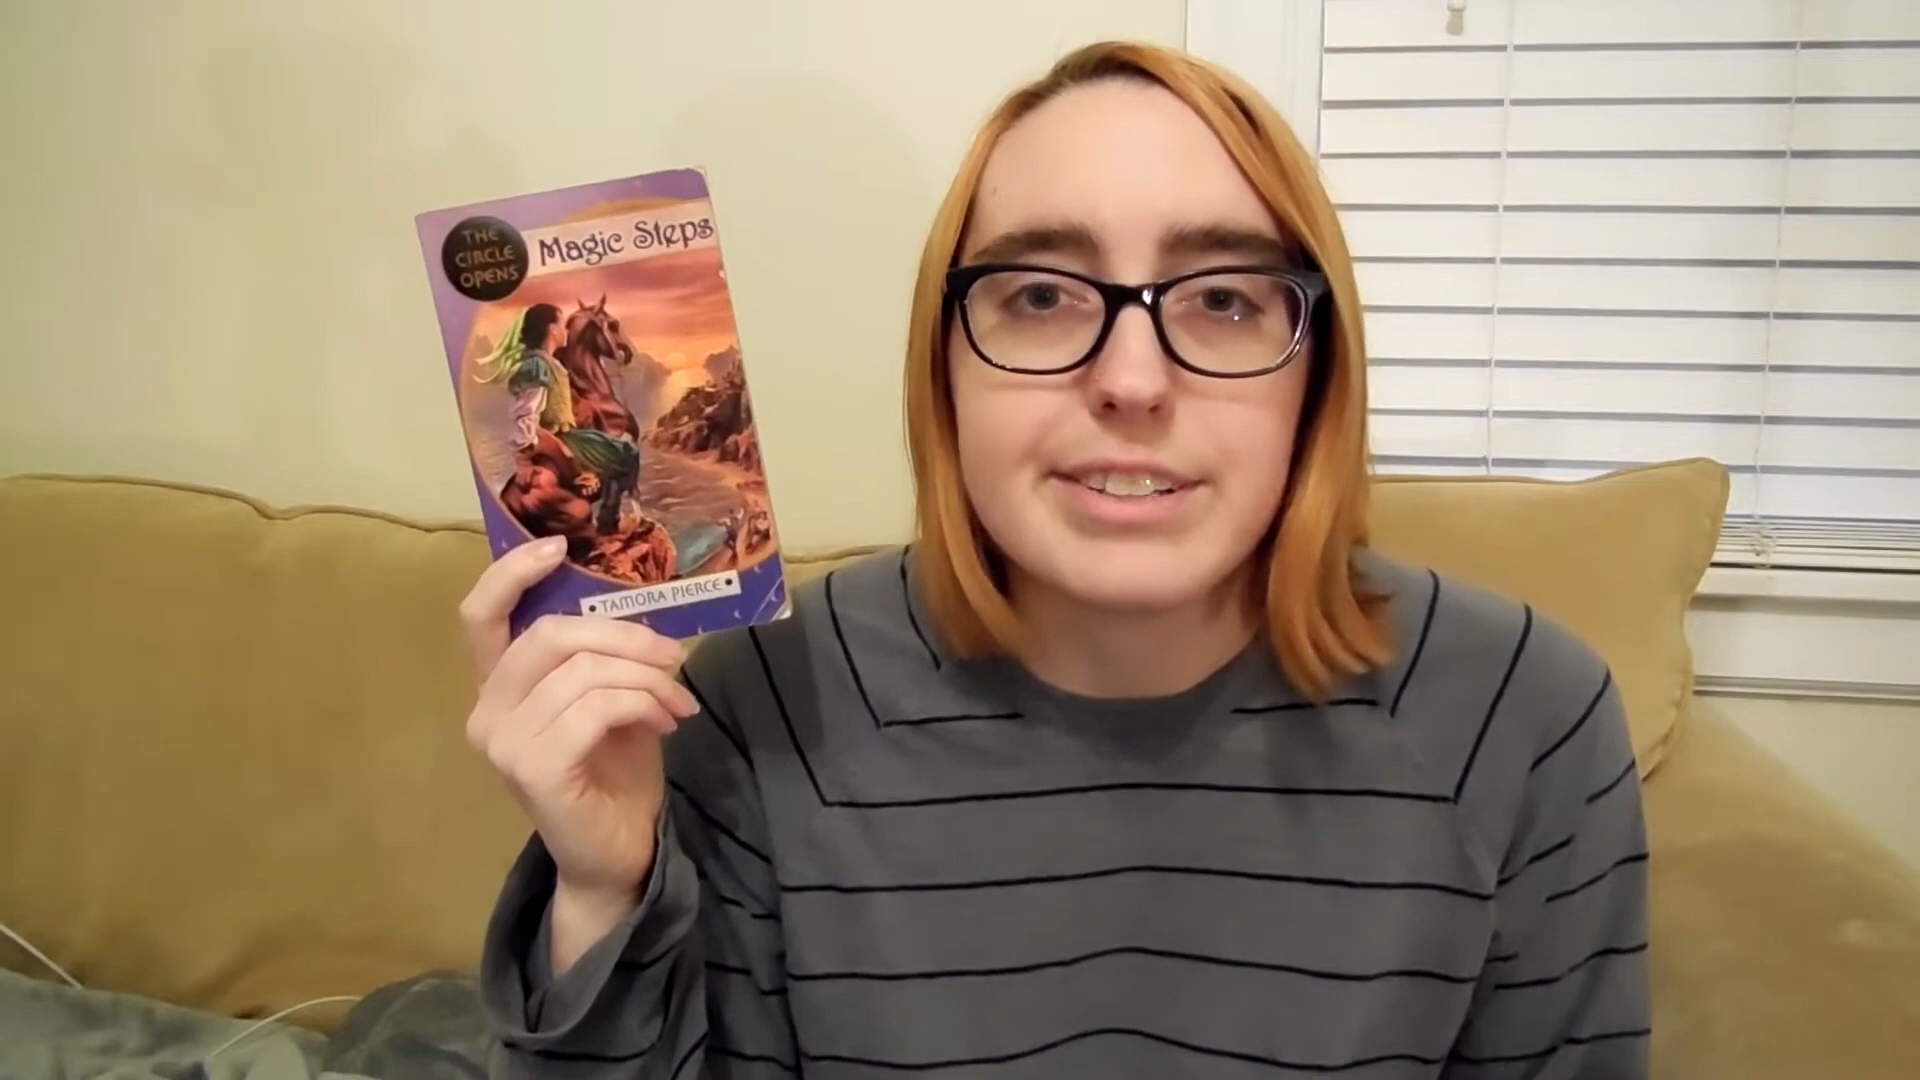 THE
CIRCLE
OPENS
Magic Steps
• TAMORA PIERCE •